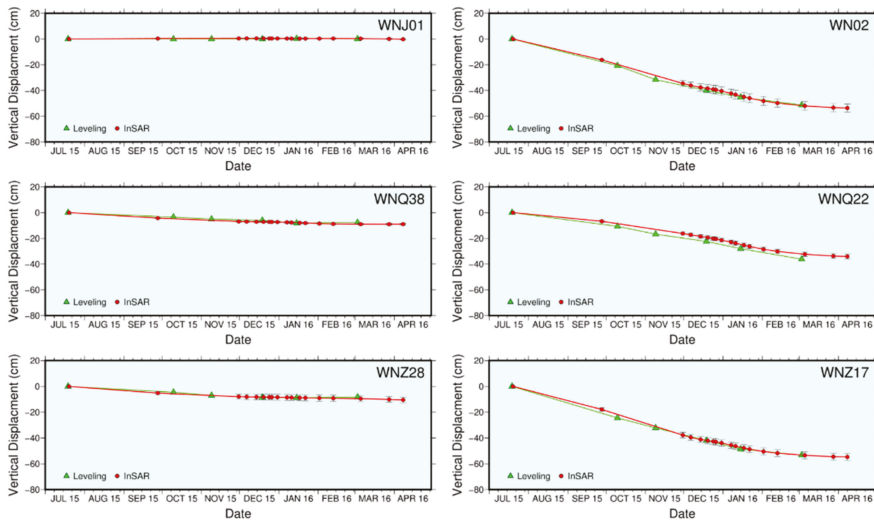 WNJ01
Vertical Displacment (cm)
20
0
−20
−40
−60
−80
Leveling InSAR
JUL 15 AUG 15 SEP 15 OCT 15 NOV 15 DEC 15 JAN 16 FEB 16 MAR 16 APR 16
Date
WN02
Vertical Displacment (cm)
20
0
−20
−40
−60
−80
Leveling InSAR
JUL 15 AUG 15 SEP 15 OCT 15 NOV 15 DEC 15 JAN 16 FEB 16 MAR 16 APR 16
Date
WNQ38
Vertical Displacment (cm)
20
0
−20
−40
−60
−80
Leveling InSAR
JUL 15 AUG 15 SEP 15 OCT 15 NOV 15 DEC 15 JAN 16 FEB 16 MAR 16 APR 16
Date
WNQ22
Vertical Displacment (cm)
20
0
−20
−40
−60
−80
Leveling InSAR
JUL 15 AUG 15 SEP 15 OCT 15 NOV 15 DEC 15 JAN 16 FEB 16 MAR 16 APR 16
Date
WNZ28
Vertical Displacment (cm)
20
0
−20
−40
−60
−80
Leveling InSAR
JUL 15 AUG 15 SEP 15 OCT 15 NOV 15 DEC 15 JAN 16 FEB 16 MAR 16 APR 16
Date
WNZ17
Vertical Displacment (cm)
20
0
−20
−40
−60
−80
Leveling InSAR
JUL 15 AUG 15 SEP 15 OCT 15 NOV 15 DEC 15 JAN 16 FEB 16 MAR 16 APR 16
Date